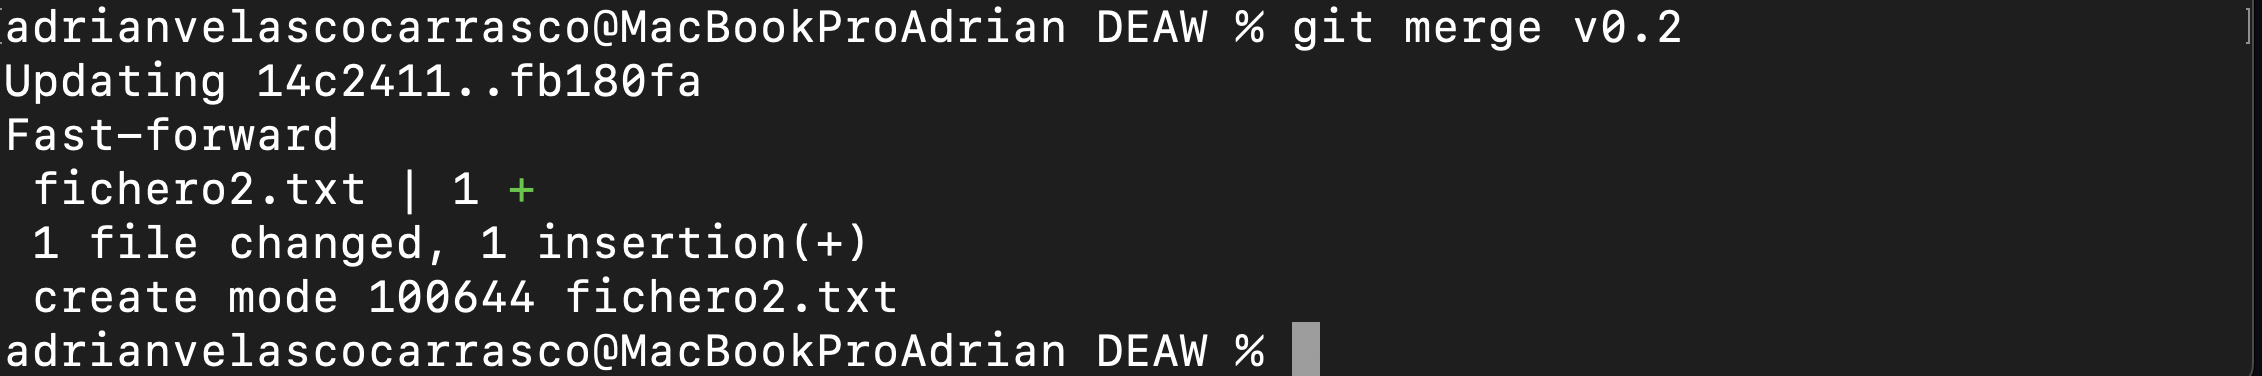 adrianvelascocarrasco@MacBookProAdrian DEAW % git merge v0.2
Updating 14c2411..fb180fa
Fast-forward
 fichero2.txt | 1 +
 1 file changed, 1 insertion(+)
 create mode 100644 fichero2.txt
adrianvelascocarrasco@MacBookProAdrian DEAW %